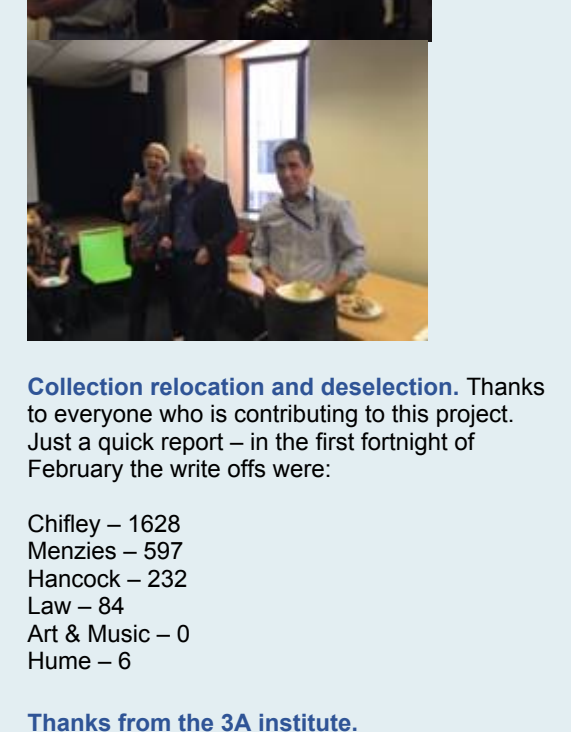 Collection relocation and deselection. Thanks
to everyone who is contributing to this project.
Just a quick report – in the first fortnight of
February the write offs were:
Chifley – 1628
Menzies – 597
Hancock – 232
Law – 84
Art & Music – 0
Hume – 6
Thanks from the 3A institute.